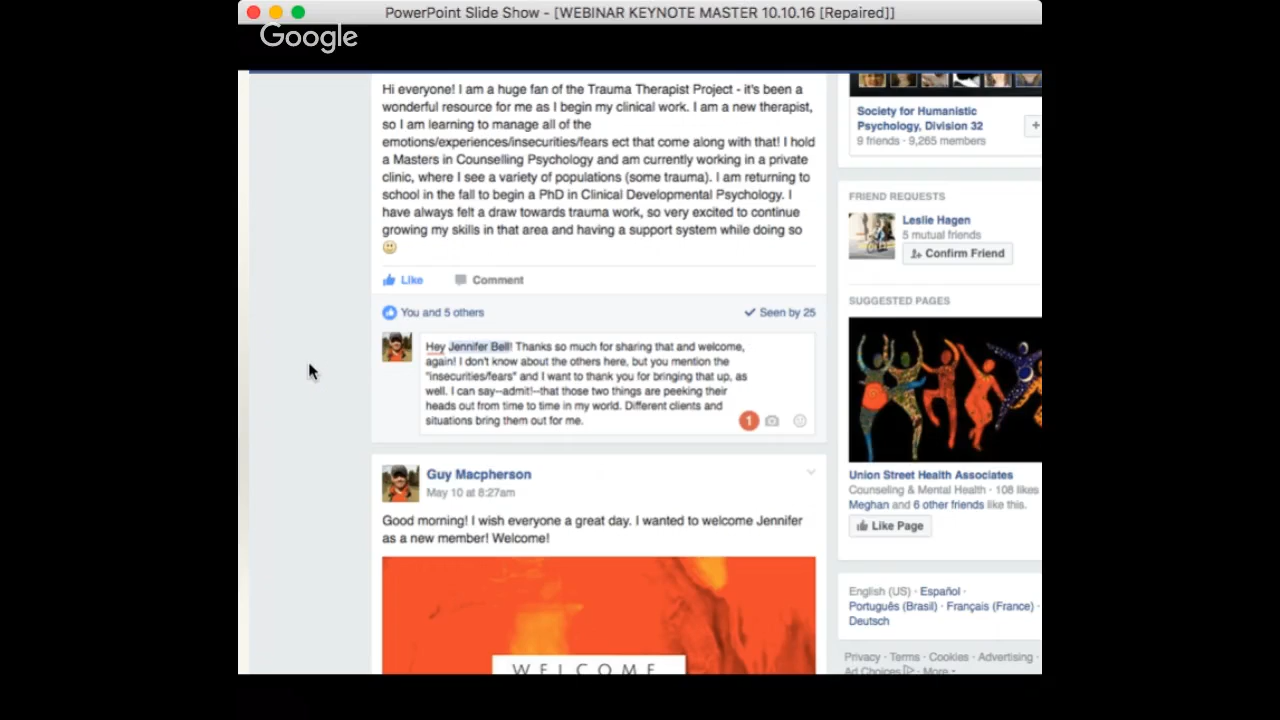 PowerPoint Slide Show - [WEBINAR KEYNOTE MASTER 10.10.16 [Repaired]]
Google
Hi everyone! I am a huge fan of the Trauma Therapist Project - it's been a
wonderful resource for me as I begin my clinical work. I am a new therapist,
so I am learning to manage all of the
emotions/experiences/insecurities/fears ect that come along with that! I hold
a Masters in Counselling Psychology and am currently working in a private
clinic, where I see a variety of populations (some trauma). I am returning to
school in the fall to begin a PhD in Clinical Developmental Psychology. I
have always felt a draw towards trauma work, so very excited to continue
growing my skills in that area and having a support system while doing so
Like Comment
You and 5 others Seen by 25
Hey Jennifer Bell! Thanks so much for sharing that and welcome,
again! I don't know about the others here, but you mention the
"insecurities/fears" and I want to thank you for bringing that up, as
well. I can say--admit!--that those two things are peeking their
heads out from time to time in my world. Different clients and
situations bring them out for me.
1
Guy Macpherson
May 10 at 8:27am
Good morning! I wish everyone a great day. I wanted to welcome Jennifer
as a new member! Welcome!
WELCOME
Society for Humanistic
Psychology, Division 32
9 friends · 9,265 members
FRIEND REQUESTS
Leslie Hagen
5 mutual friends
Confirm Friend
SUGGESTED PAGES
Union Street Health Associates
Counseling & Mental Health · 108 likes
Meghan and 6 other friends like this.
Like Page
English (US) · Español ·
Português (Brasil) · Français (France) ·
Deutsch
Privacy · Terms · Cookies · Advertising ·
Ad Choices · More